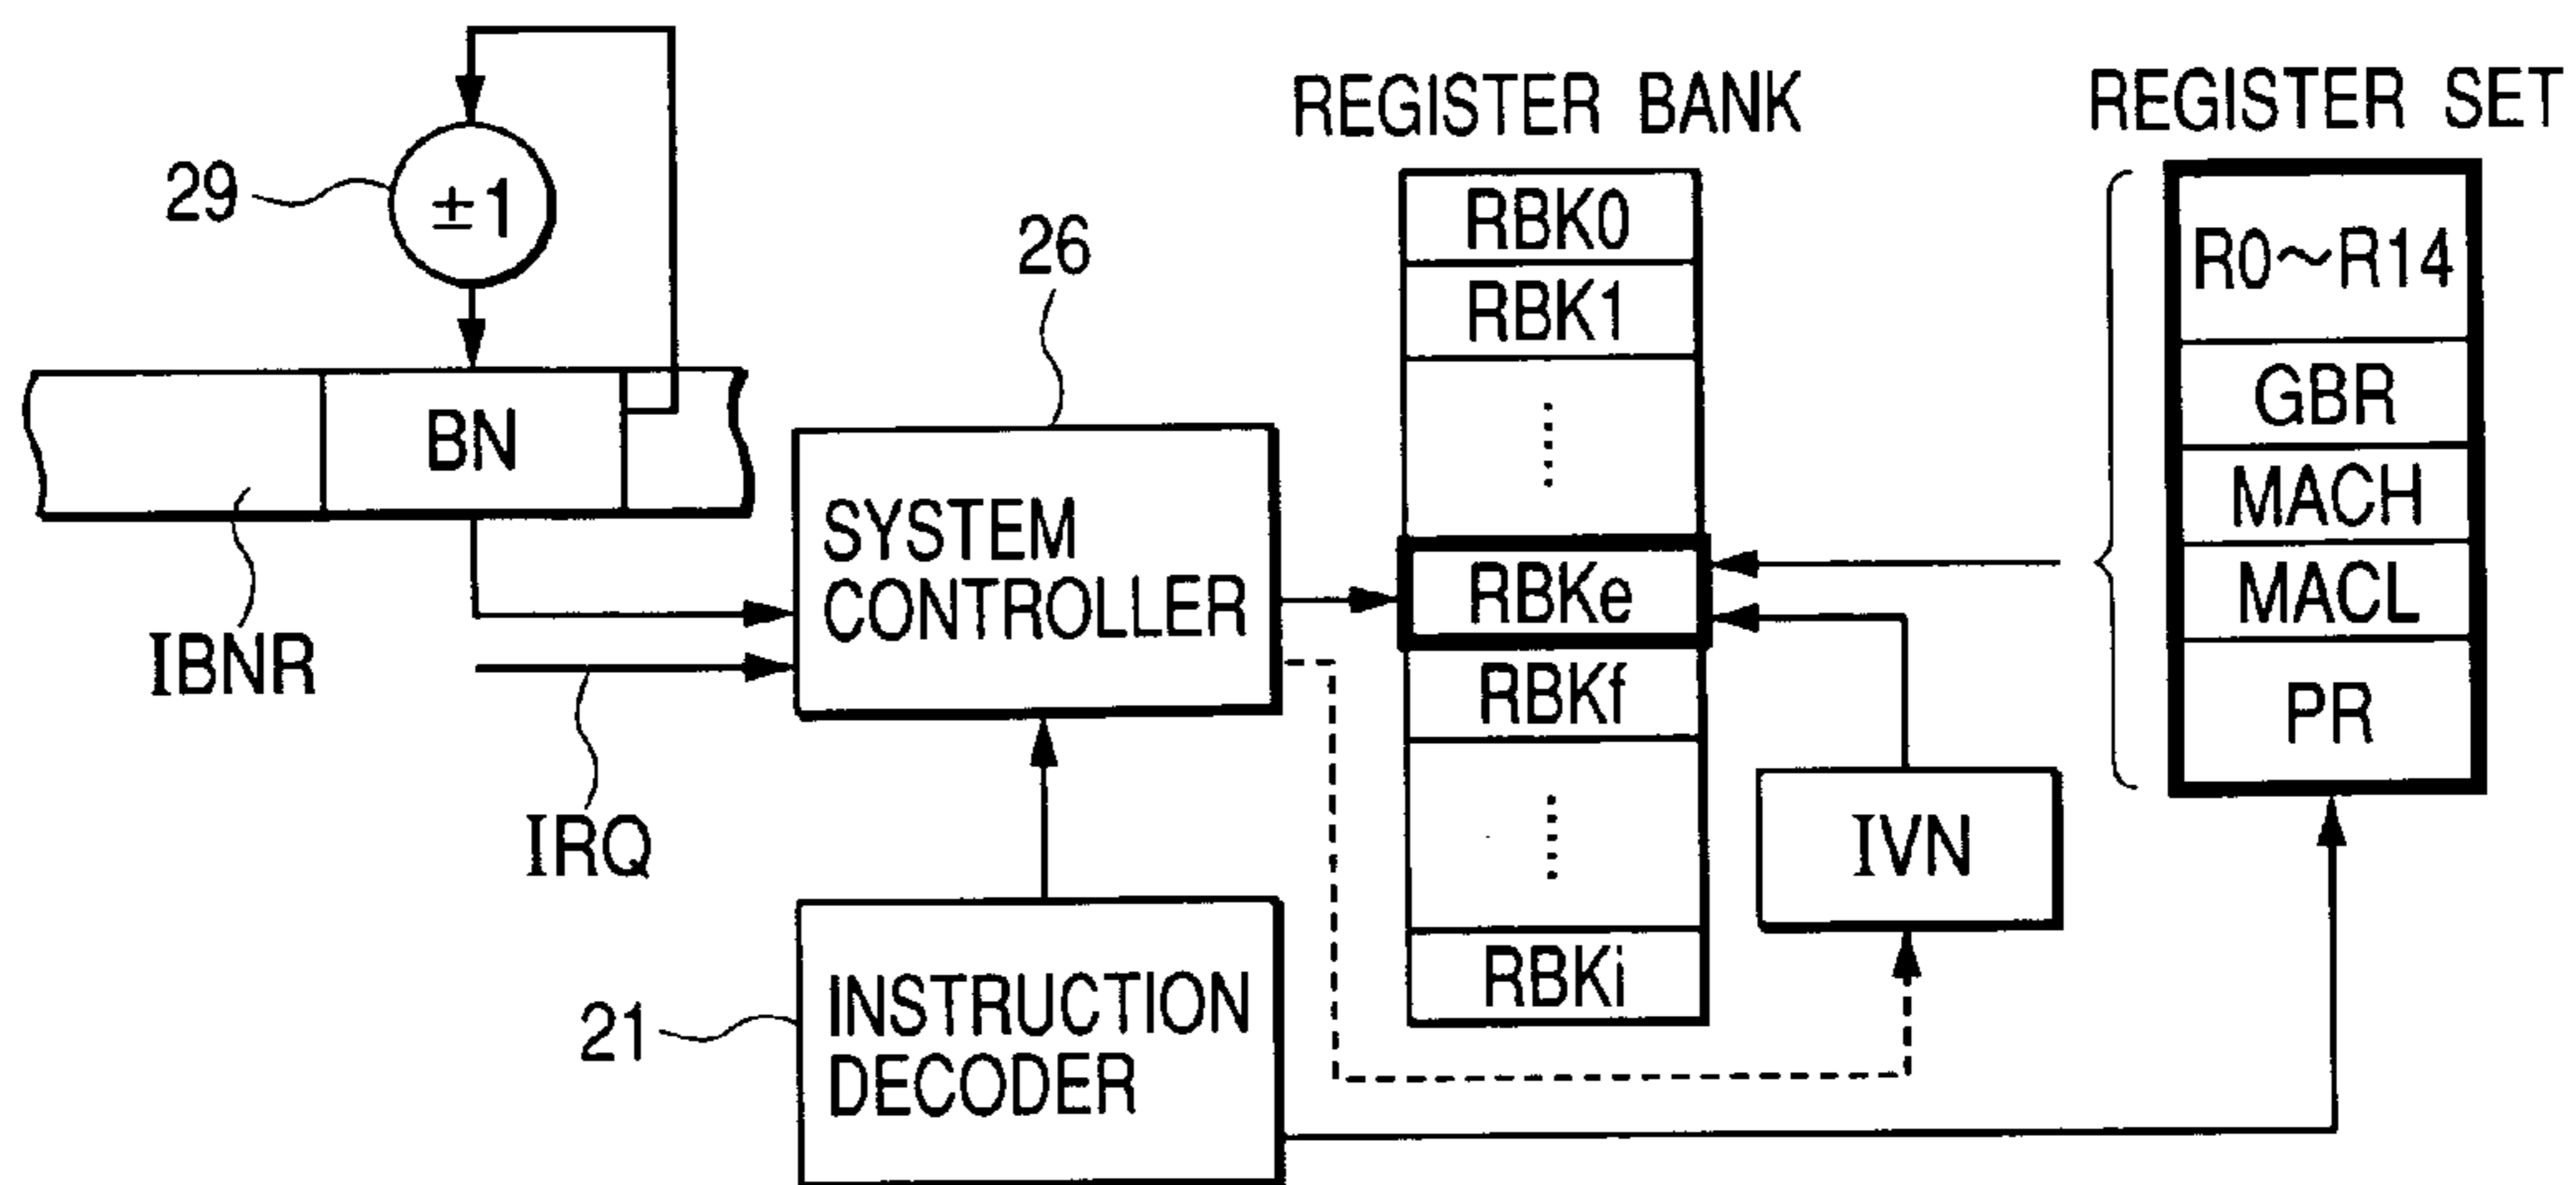 REGISTER BANK
REGISTER SET
29
±1
26
RBK0
RBK1
R0~R14
GBR
BN
MACH
SYSTEM
CONTROLLER
RBKe
MACL
IBNR
RBKf
PR
IRQ
IVN
21
INSTRUCTION
DECODER
RBKi